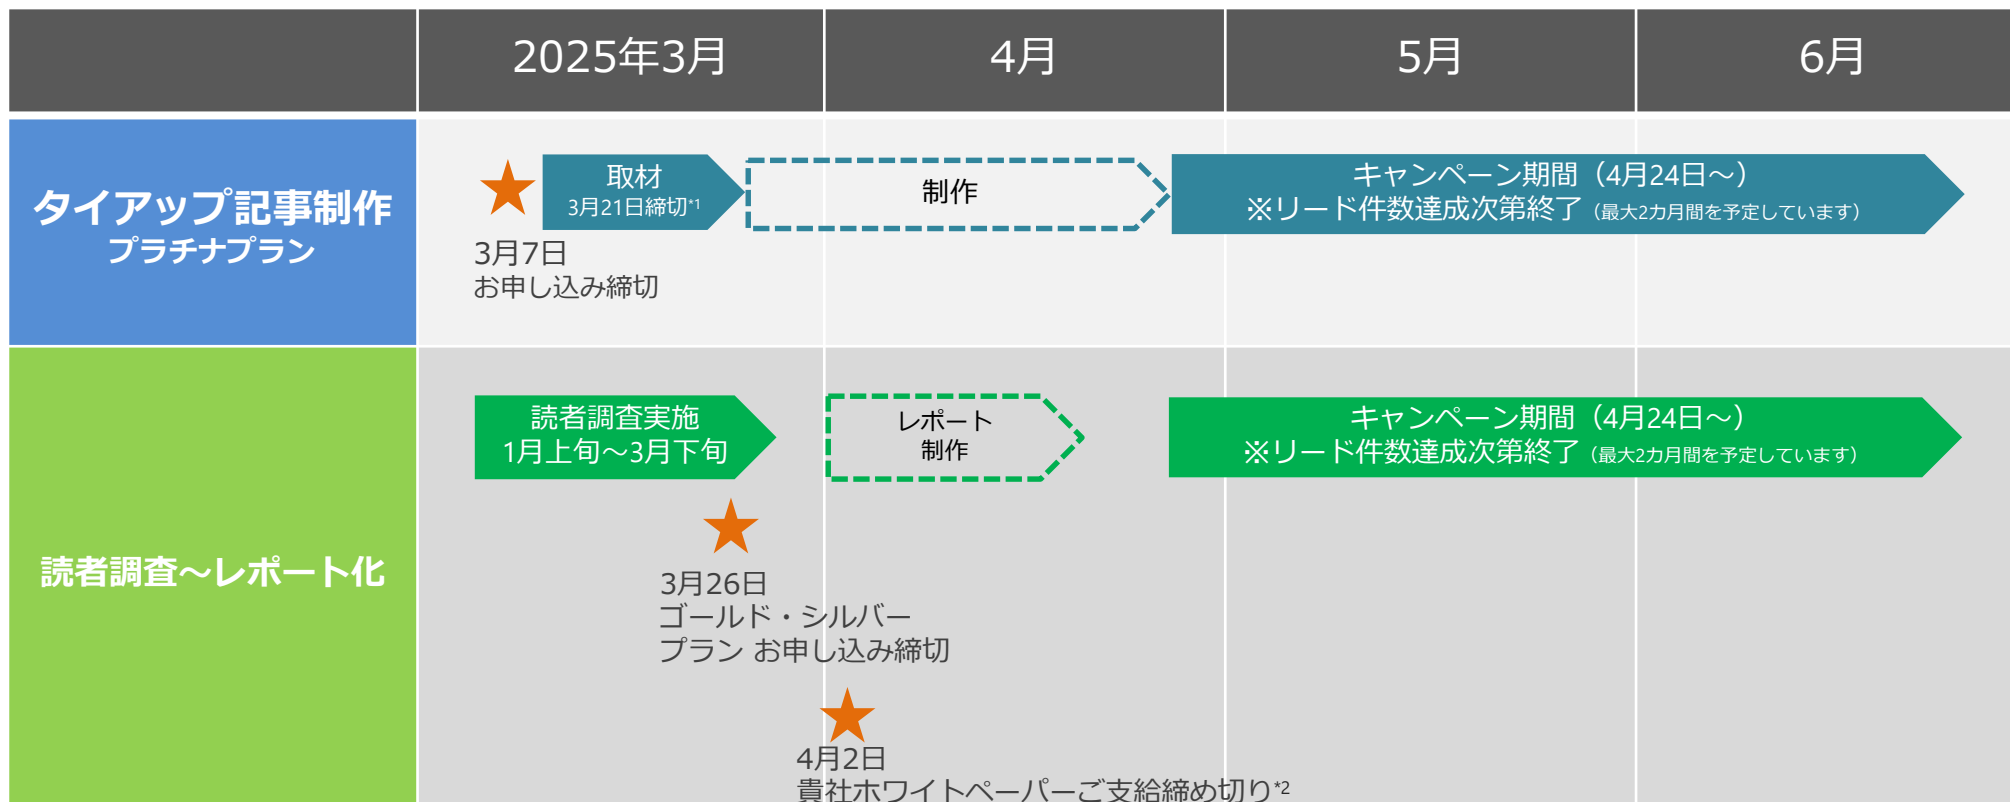 2025年3月
4月
5月
6月
タイアップ記事制作
プラチナプラン
取材
3月21日締切*1
制作
キャンペーン期間（4月24日～）
※リード件数達成次第終了（最大2カ月間を予定しています）
3月7日
お申し込み締切
読者調査～レポート化
読者調査実施
1月上旬～3月下旬
レポート
制作
キャンペーン期間（4月24日～）
※リード件数達成次第終了（最大2カ月間を予定しています）
3月26日
ゴールド・シルバー
プラン お申し込み締切
4月2日
貴社ホワイトペーパーご支給締め切り*2